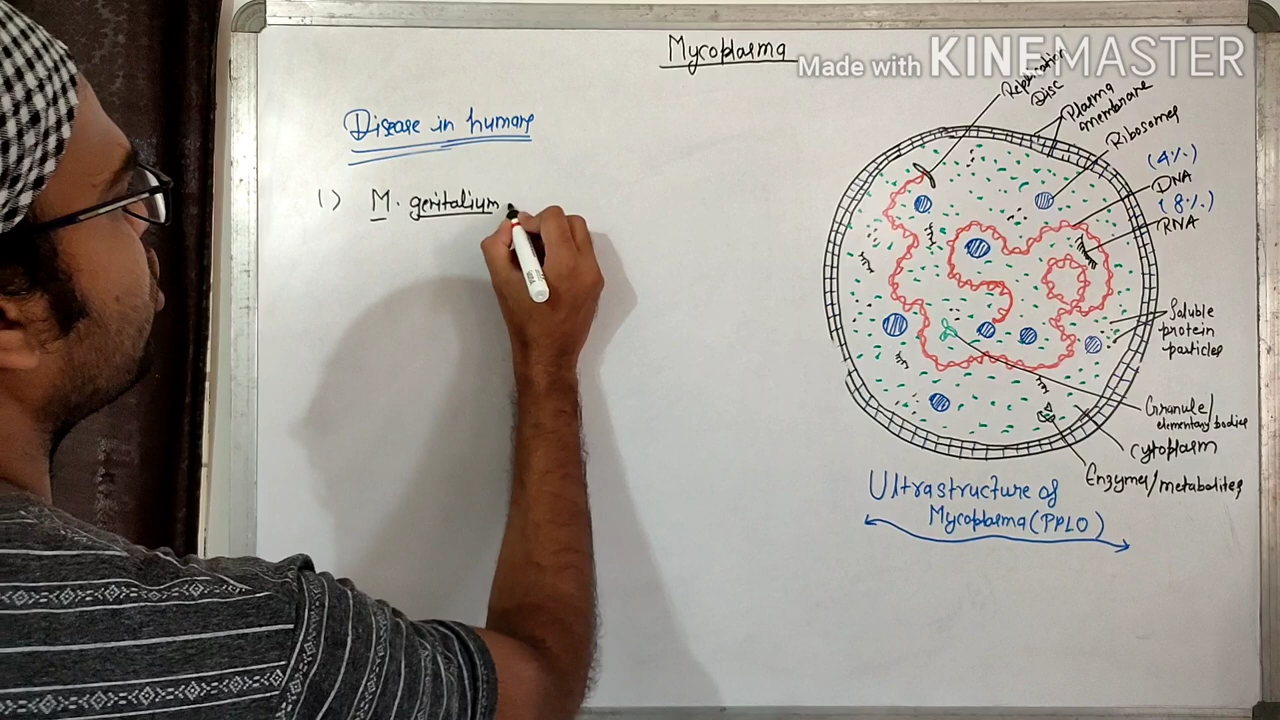 Mycoplasma
Made with KINEMASTER
Disease in humans
1) M. genitalium
Replication
Disc
Plasma
membrane
Ribosomes
(4%)
DNA
(8%)
RNA
Soluble
protein
particles
Granule/
elementary bodies
cytoplasm
Enzymes/metabolites
Ultrastructure of
Mycoplasma (PPLO)